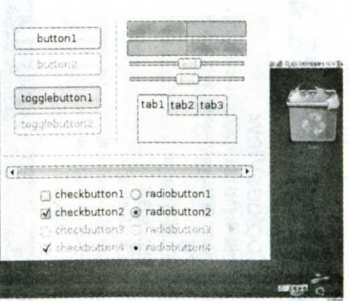 button1
button2
togglebutton1
togglebutton2
tab1 tab2 tab3
checkbutton1 radiobutton1
checkbutton2 radiobutton2
checkbutton3 radiobutton3
checkbutton4 radiobutton4